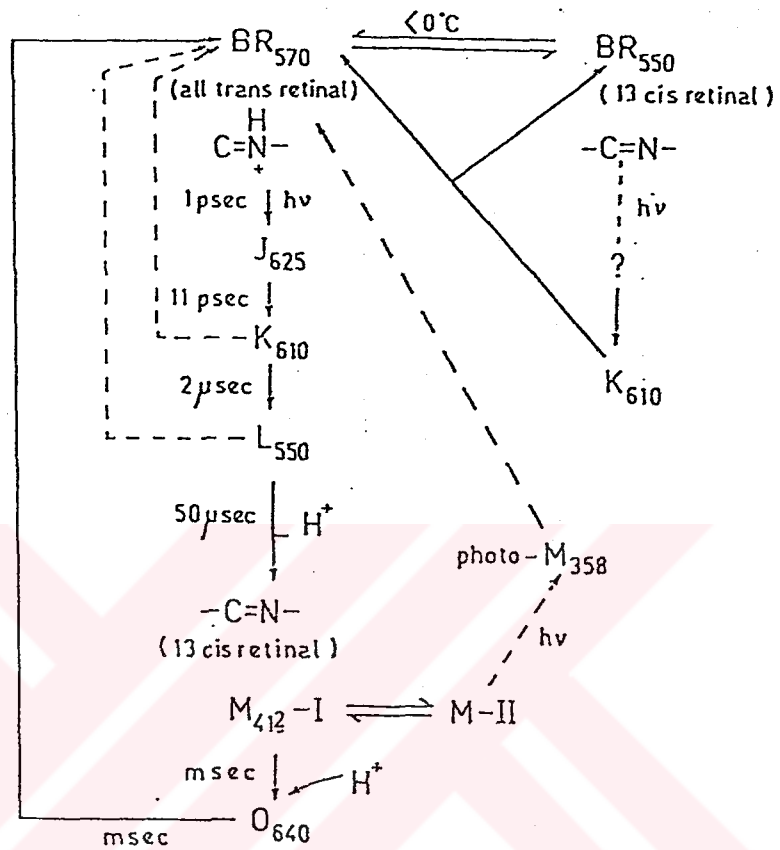 <0°C
BR570 BR550
(all trans retinal) (13 cis retinal)
H
C=N− −C=N−
+
1psec hν hν
J625 ?
11 psec
K610 K610
2μsec
L550
50μsec H+
photo-M358
−C=N−
(13 cis retinal) hν
M412-I M-II
msec H+
O640
msec